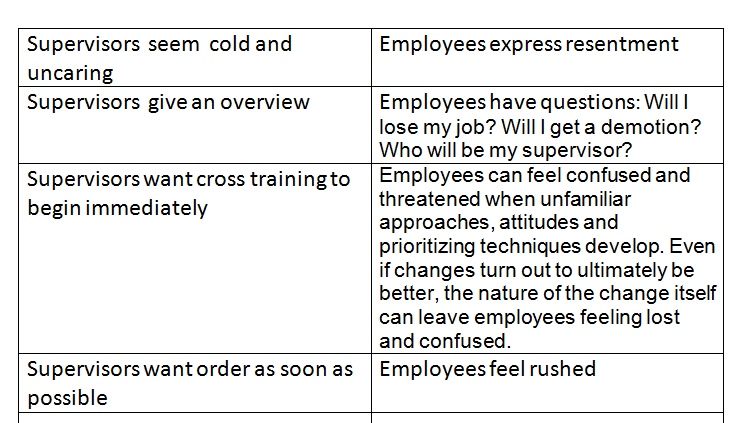 Supervisors seem cold and
uncaring
Employees express resentment
Supervisors give an overview
Employees have questions: Will I
lose my job? Will I get a demotion?
Who will be my supervisor?
Supervisors want cross training to
begin immediately
Employees can feel confused and
threatened when unfamiliar
approaches, attitudes and
prioritizing techniques develop. Even
if changes turn out to ultimately be
better, the nature of the change itself
can leave employees feeling lost
and confused.
Supervisors want order as soon as
possible
Employees feel rushed